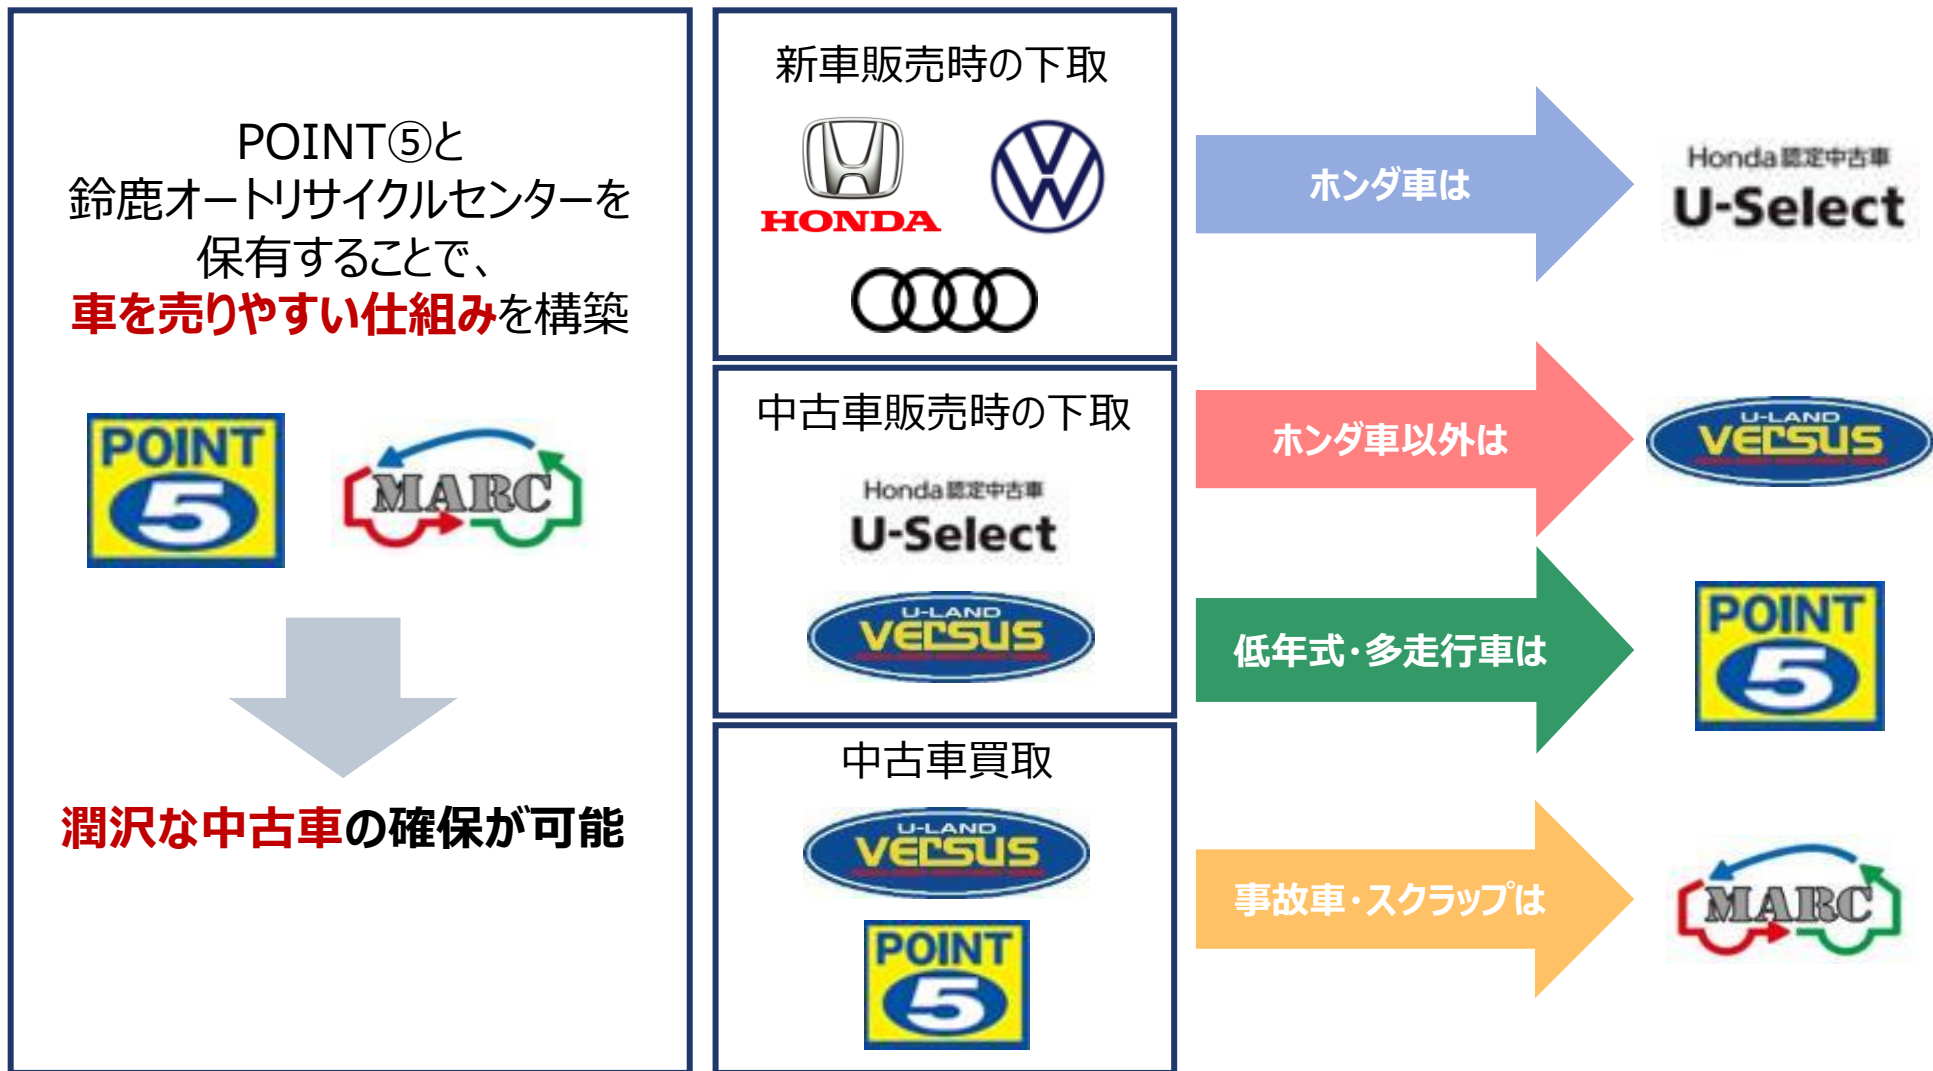 POINT⑤と
鈴鹿オートリサイクルセンターを
保有することで、
車を売りやすい仕組みを構築
POINT
5
MARC
潤沢な中古車の確保が可能
新車販売時の下取
HONDA
中古車販売時の下取
Honda認定中古車
U-Select
U-LAND
VERSUS
中古車買取
U-LAND
VERSUS
POINT
5
ホンダ車は
Honda認定中古車
U-Select
ホンダ車以外は
U-LAND
VERSUS
低年式・多走行車は
POINT
5
事故車・スクラップは
MARC